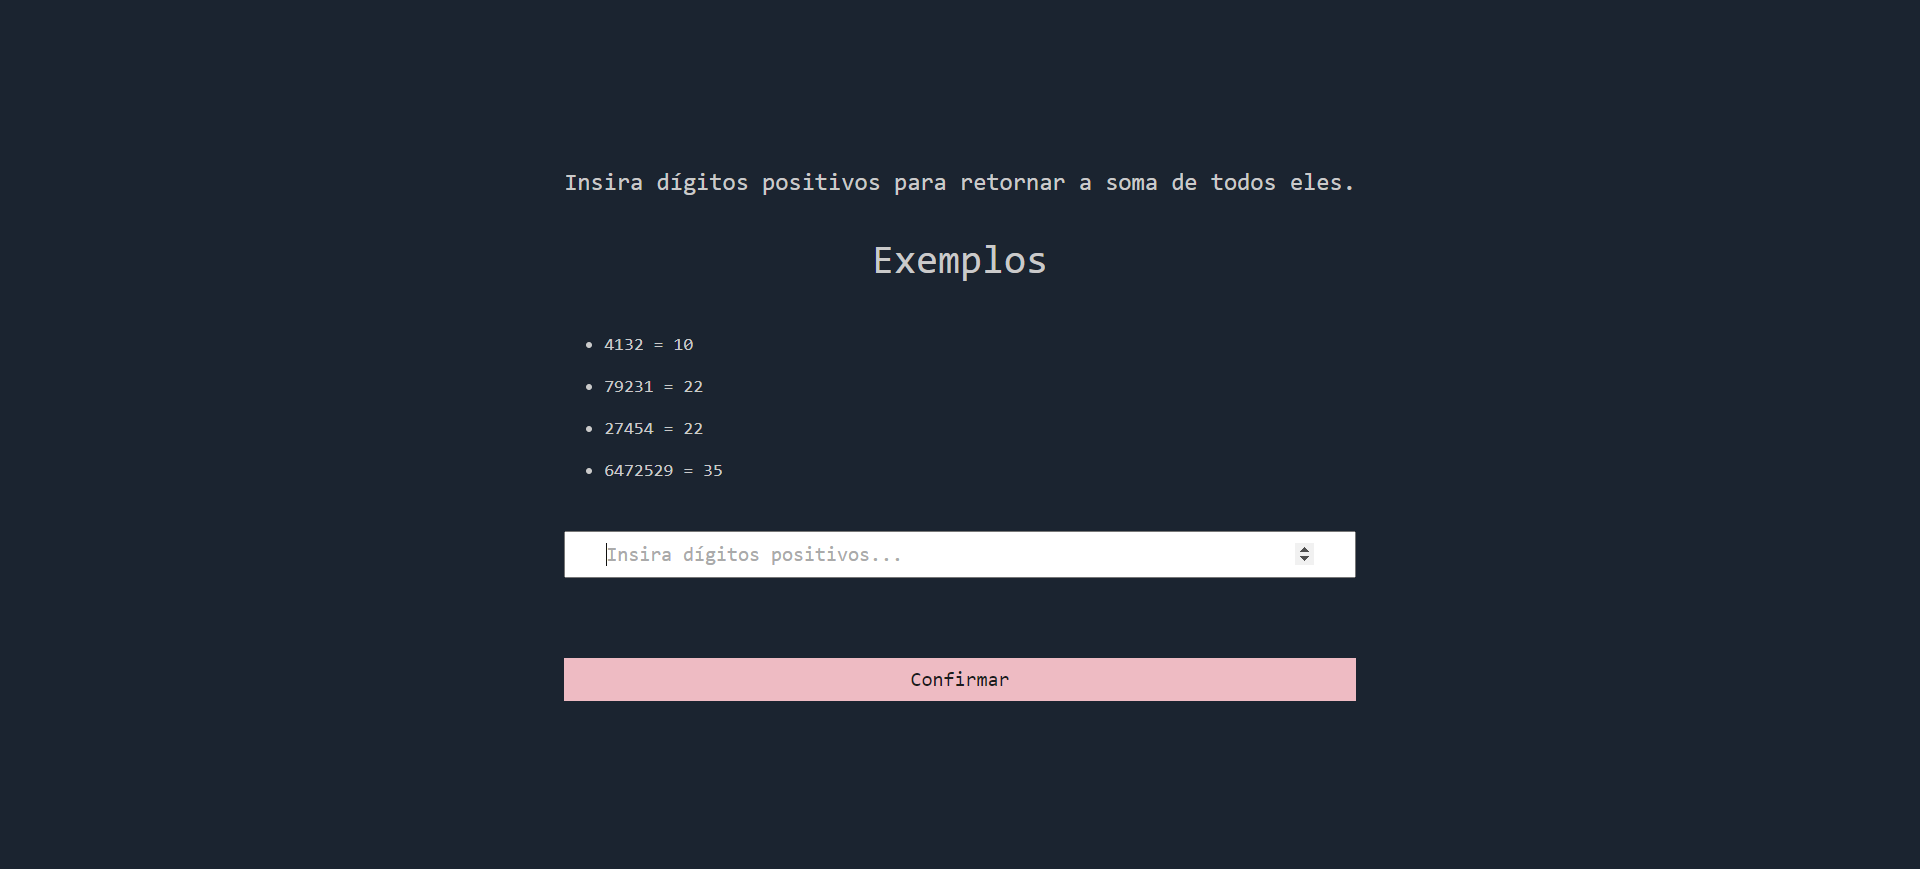 Insira dígitos positivos para retornar a soma de todos eles.
Exemplos
4132 = 10
79231 = 22
27454 = 22
6472529 = 35
Insira dígitos positivos...
Confirmar